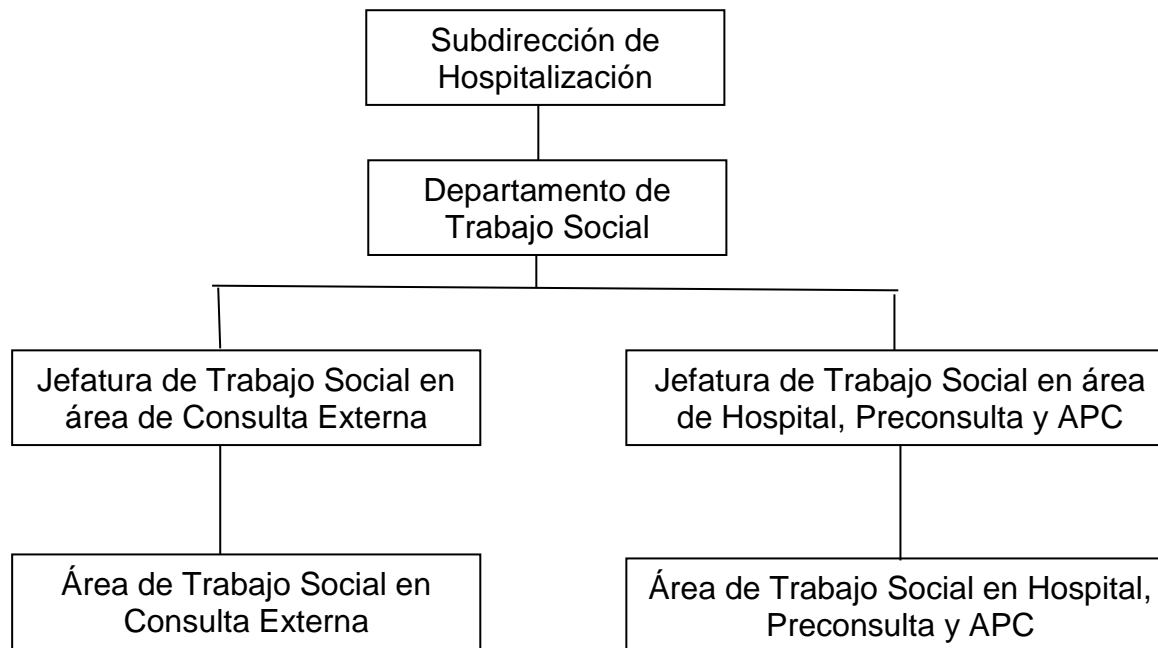 Subdirección de
Hospitalización
Departamento de
Trabajo Social
Jefatura de Trabajo Social en
área de Consulta Externa
Jefatura de Trabajo Social en área
de Hospital, Preconsulta y APC
Área de Trabajo Social en
Consulta Externa
Área de Trabajo Social en Hospital,
Preconsulta y APC